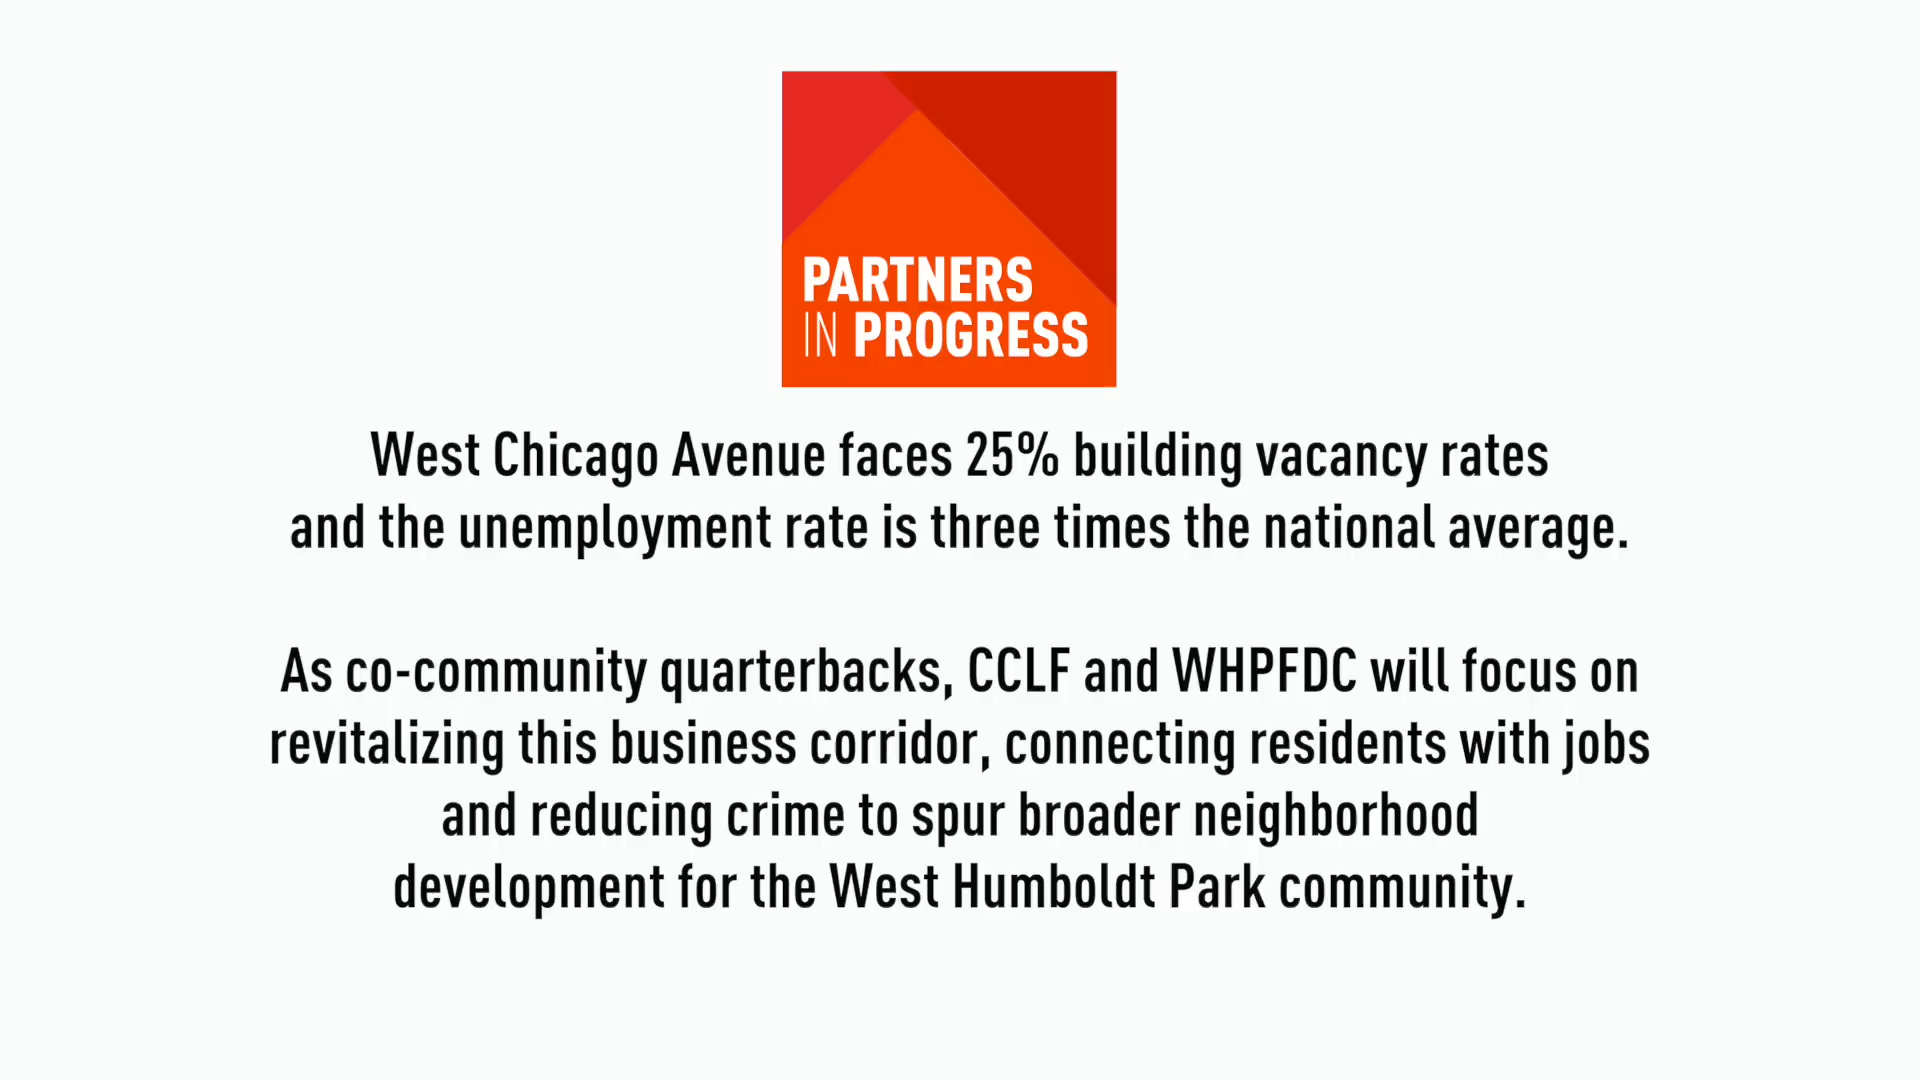 PARTNERS
IN PROGRESS
West Chicago Avenue faces 25% building vacancy rates
and the unemployment rate is three times the national average.
As co-community quarterbacks, CCLF and WHPFDC will focus on
revitalizing this business corridor, connecting residents with jobs
and reducing crime to spur broader neighborhood
development for the West Humboldt Park community.